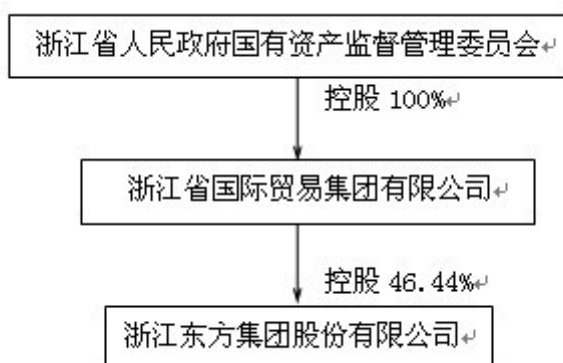 浙江省人民政府国有资产监督管理委员会↵
控股 100%↵
浙江省国际贸易集团有限公司↵
控股 46.44%↵
浙江东方集团股份有限公司↵